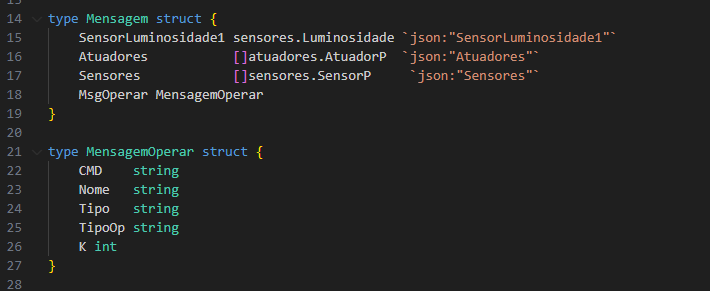 14 type Mensagem struct {
15 SensorLuminosidade1 sensores.Luminosidade `json:"SensorLuminosidade1"`
16 Atuadores []atuadores.AtuadorP `json:"Atuadores"`
17 Sensores []sensores.SensorP `json:"Sensores"`
18 MsgOperar MensagemOperar
19 }
20
21 type MensagemOperar struct {
22 CMD string
23 Nome string
24 Tipo string
25 TipoOp string
26 K int
27 }
28